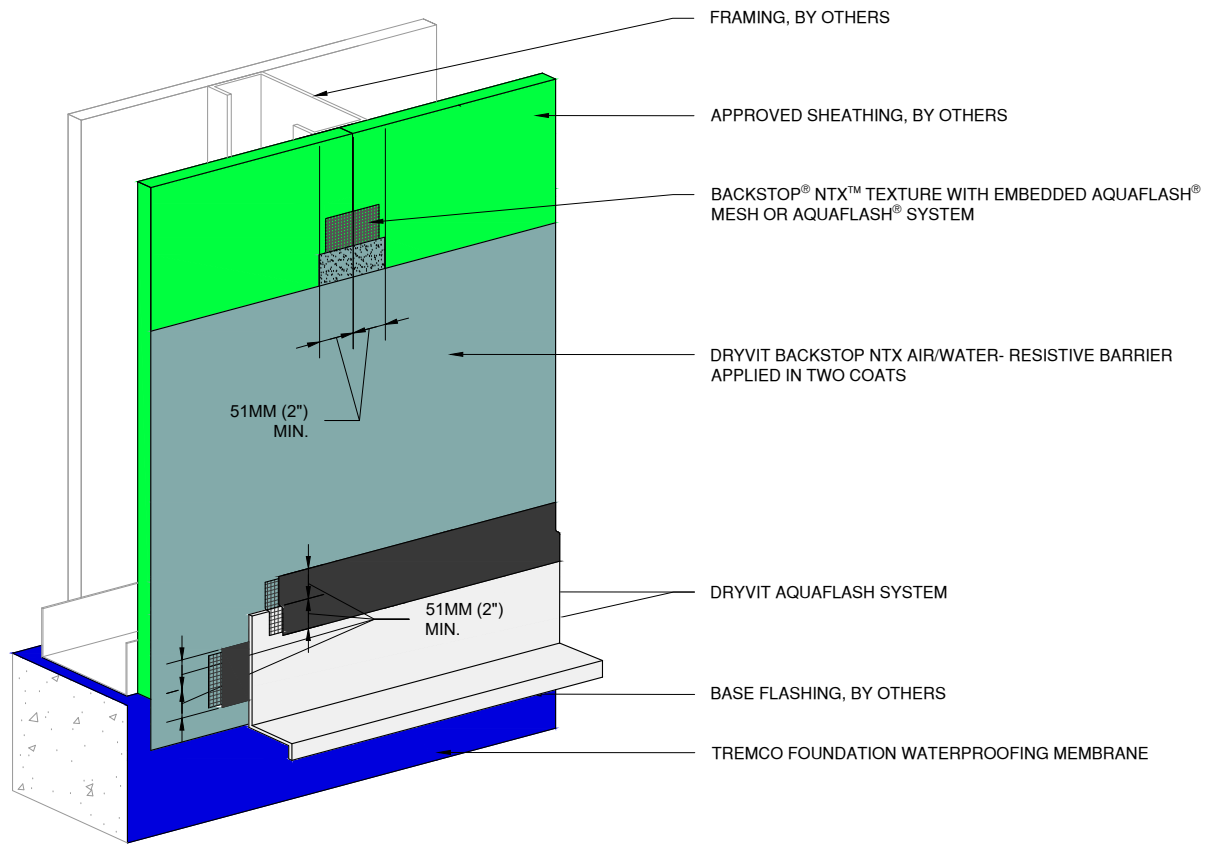 FRAMING, BY OTHERS
APPROVED SHEATHING, BY OTHERS
BACKSTOP® NTX™ TEXTURE WITH EMBEDDED AQUAFLASH®
MESH OR AQUAFLASH® SYSTEM
DRYVIT BACKSTOP NTX AIR/WATER- RESISTIVE BARRIER
APPLIED IN TWO COATS
51MM (2")
MIN.
DRYVIT AQUAFLASH SYSTEM
51MM (2")
MIN.
BASE FLASHING, BY OTHERS
TREMCO FOUNDATION WATERPROOFING MEMBRANE